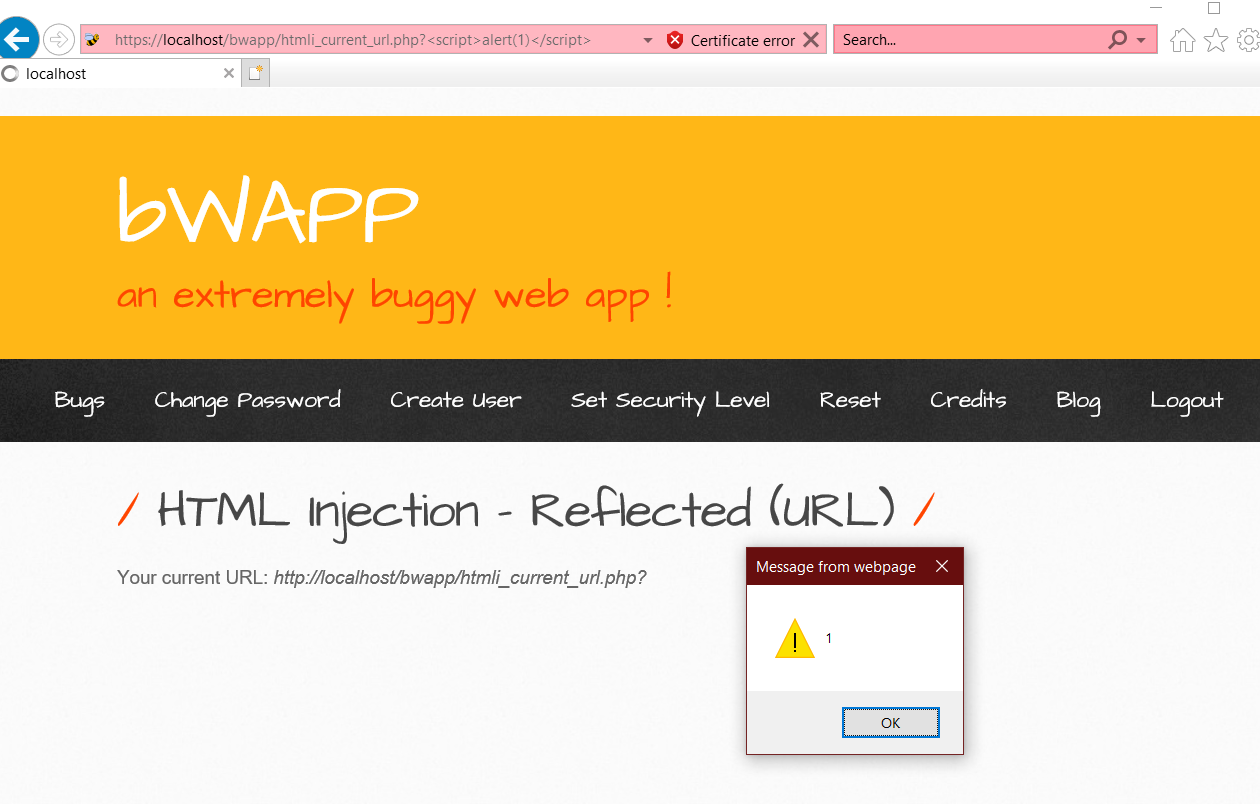 https://localhost/bwapp/htmli_current_url.php?<script>alert(1)</script> Certificate error Search...
localhost
bWAPP
an extremely buggy web app !
Bugs Change Password Create User Set Security Level Reset Credits Blog Logout
/ HTML Injection - Reflected (URL) /
Message from webpage
Your current URL: http://localhost/bwapp/htmli_current_url.php?
1
OK